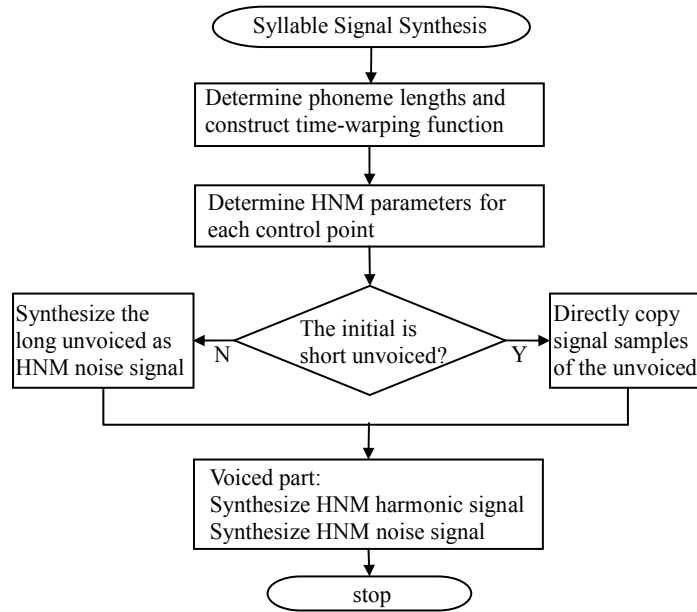 Syllable Signal Synthesis
Determine phoneme lengths and
construct time-warping function
Determine HNM parameters for
each control point
The initial is
short unvoiced?
N
Y
Synthesize the
long unvoiced as
HNM noise signal
Directly copy
signal samples
of the unvoiced
Voiced part:
Synthesize HNM harmonic signal
Synthesize HNM noise signal
stop